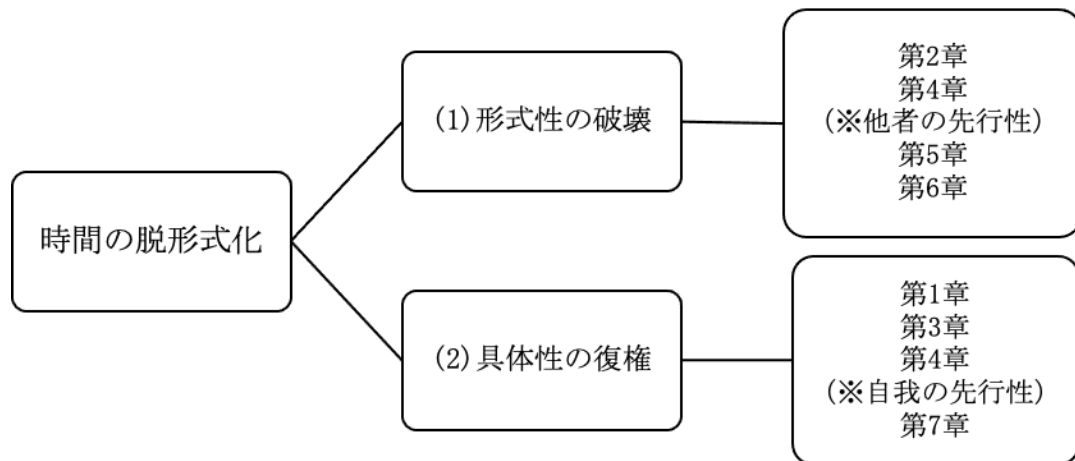 時間の脱形式化
(1)形式性の破壊
第2章
第4章
(※他者の先行性)
第5章
第6章
(2)具体性の復権
第1章
第3章
第4章
(※自我の先行性)
第7章